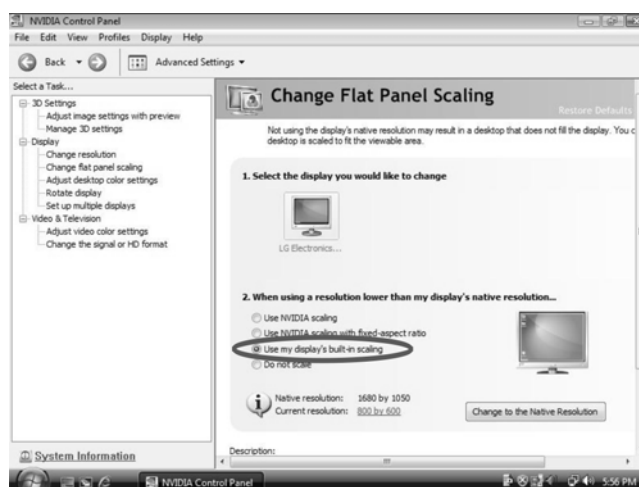 NVIDIA Control Panel
File Edit View Profiles Display Help
Back Advanced Settings
Select a Task...
3D Settings
Adjust image settings with preview
Manage 3D settings
Display
Change resolution
Change flat panel scaling
Adjust desktop color settings
Rotate display
Set up multiple displays
Video & Television
Adjust video color settings
Change the signal or HD format
System Information
Change Flat Panel Scaling
Restore Defaults
Not using the display's native resolution may result in a desktop that does not fill the display. You c
desktop is scaled to fit the viewable area.
1. Select the display you would like to change
LG Electronics...
2. When using a resolution lower than my display's native resolution...
Use NVIDIA scaling
Use NVIDIA scaling with fixed-aspect ratio
Use my display's built-in scaling
Do not scale
Native resolution: 1680 by 1050
Current resolution: 800 by 600
Change to the Native Resolution
Description:
NVIDIA Control Panel
5:56 PM